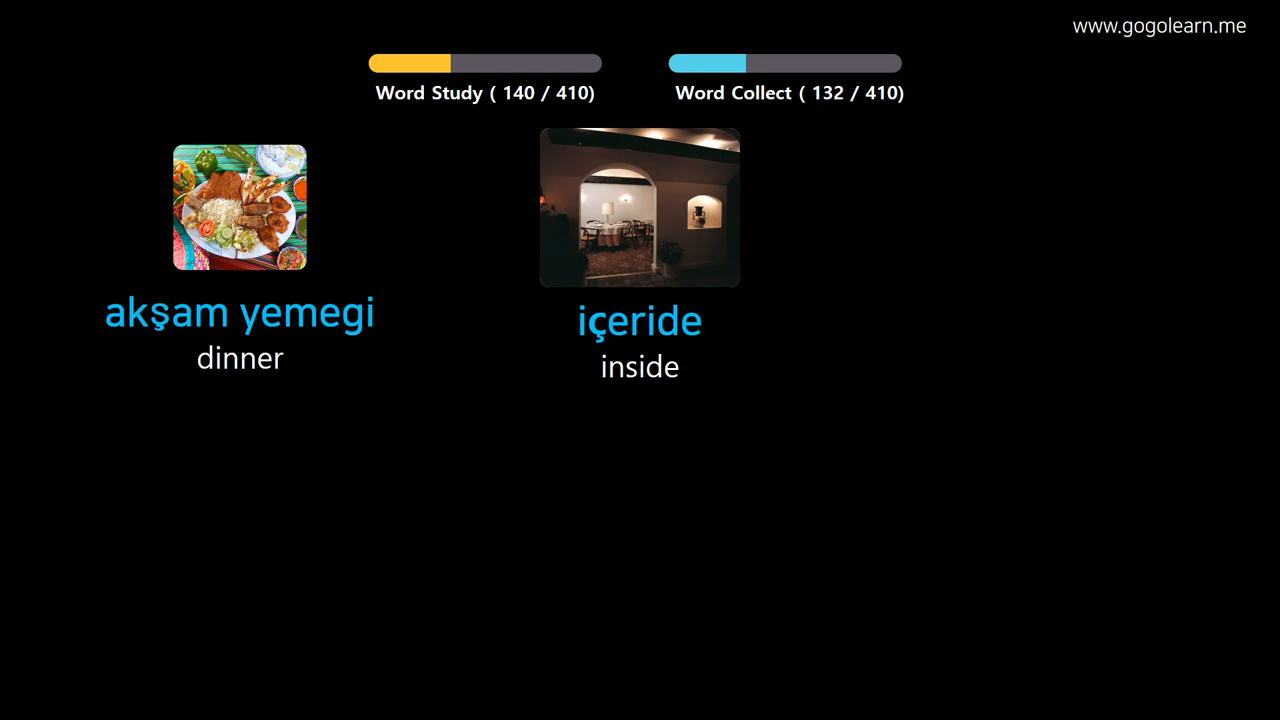 www.gogolearn.me
Word Study ( 140 / 410)
Word Collect ( 132 / 410)
akşam yemegi
dinner
içeride
inside